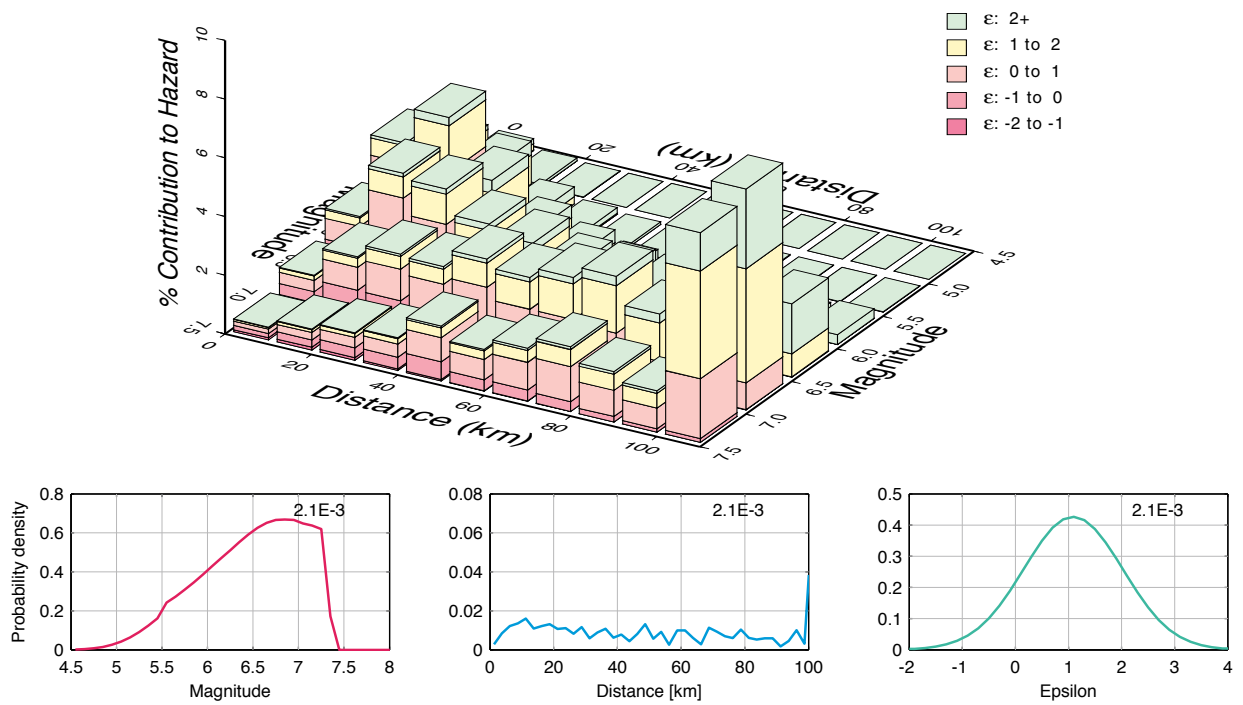 10
8
6
4
2
% Contribution to Hazard
ε: 2+
ε: 1 to 2
ε: 0 to 1
ε: -1 to 0
ε: -2 to -1
0
20
40
80
100
(km)
4.5
5.0
5.5
6.0
6.5
7.0
7.5
Magnitude
7.0
7.5
0
20
40
60
80
100
Distance (km)
0.8
0.6
0.4
0.2
0
Probability density
2.1E-3
4.5 5 5.5 6 6.5 7 7.5 8
Magnitude
0.08
0.06
0.04
0.02
0
2.1E-3
0 20 40 60 80 100
Distance [km]
0.5
0.4
0.3
0.2
0.1
0
2.1E-3
-2 -1 0 1 2 3 4
Epsilon